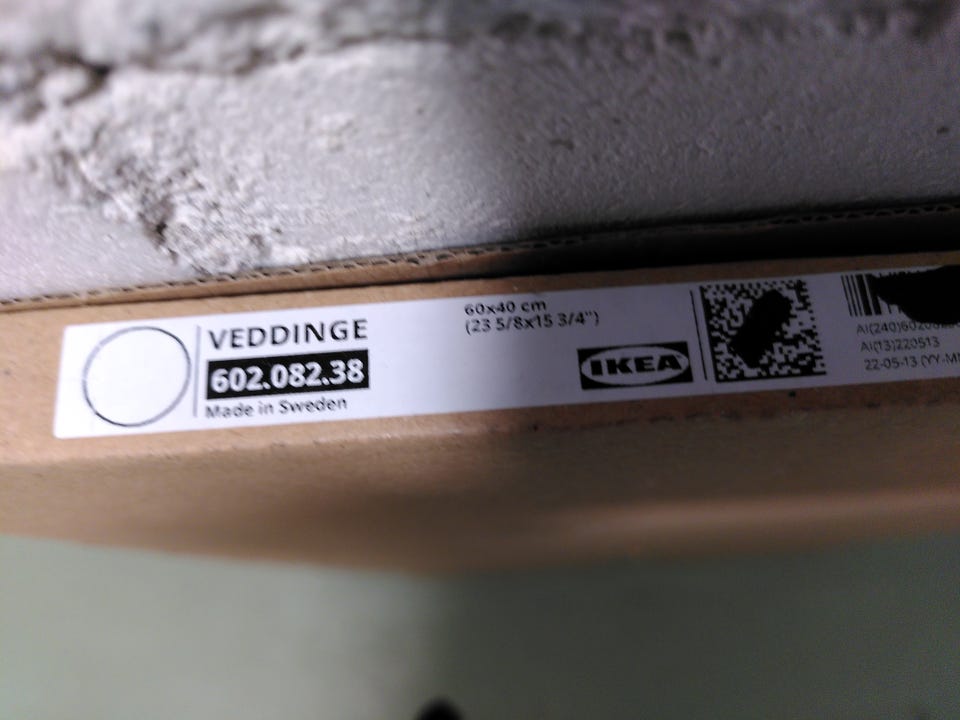 VEDDINGE
602.082.38
Made in Sweden
60x40 cm
(23 5/8x15 3/4")
IKEA
AI(13)220513
22-05-13